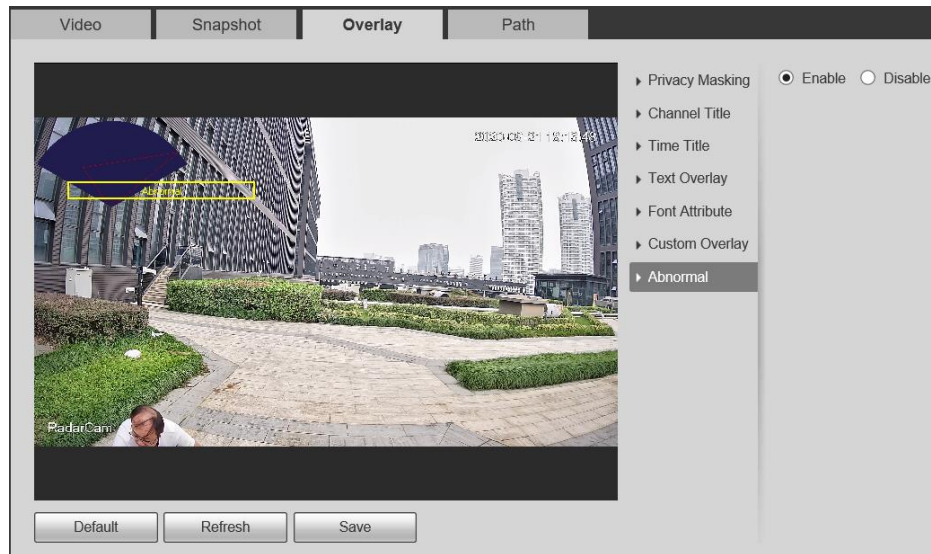 Video Snapshot Overlay Path
Privacy Masking
Enable Disable
Channel Title
Time Title
Text Overlay
Font Attribute
Custom Overlay
Abnormal
Abnormal
RadarCam
Default Refresh Save